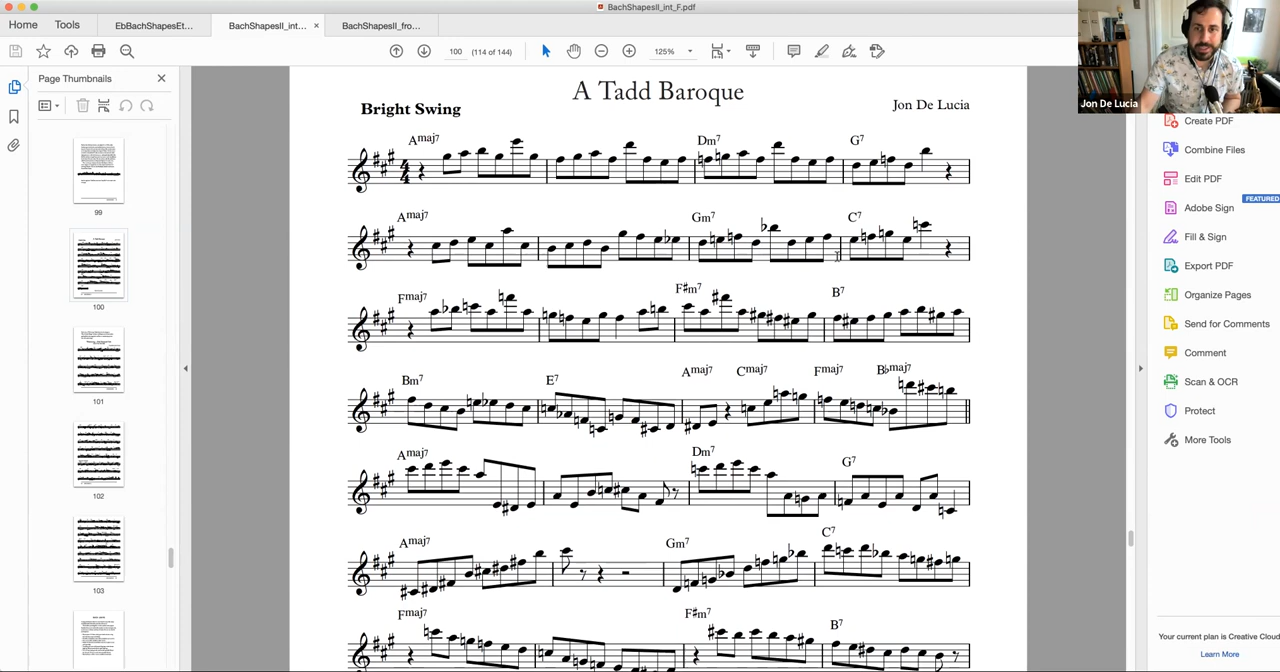 BachShapesII_int_F.pdf
Home Tools EbBachShapesEt... BachShapesII_int... × BachShapesII_fro...
100 (114 of 144) 125%
Page Thumbnails
99
100
101
102
103
A Tadd Baroque
Bright Swing
Jon De Lucia
Amaj7 Dm7 G7
Amaj7 Gm7 C7
Fmaj7 F♯m7 B7
Bm7 E7 Amaj7 Cmaj7 Fmaj7 B♭maj7
Amaj7 Dm7 G7
Amaj7 Gm7 C7
Fmaj7 F♯m7 B7
Jon De Lucia
Create PDF
Combine Files
Edit PDF
Adobe Sign FEATURED
Fill & Sign
Export PDF
Organize Pages
Send for Comments
Comment
Scan & OCR
Protect
More Tools
Your current plan is Creative Cloud
Learn More